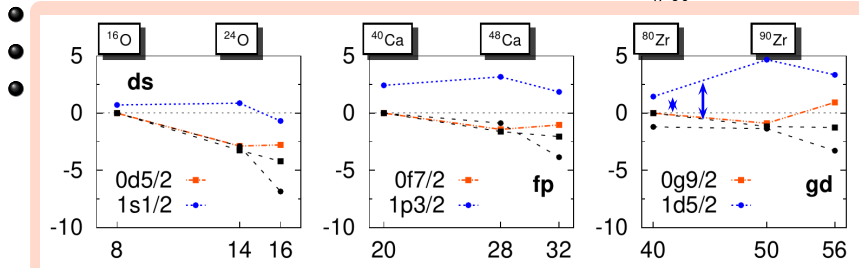 16O 24O 40Ca 48Ca 80Zr 90Zr
5 5 5
ds
0 0 0
-5 -5 -5
0d5/2 0f7/2 0g9/2
1s1/2 1p3/2 fp 1d5/2 gd
-10 -10 -10
8 14 16 20 28 32 40 50 56